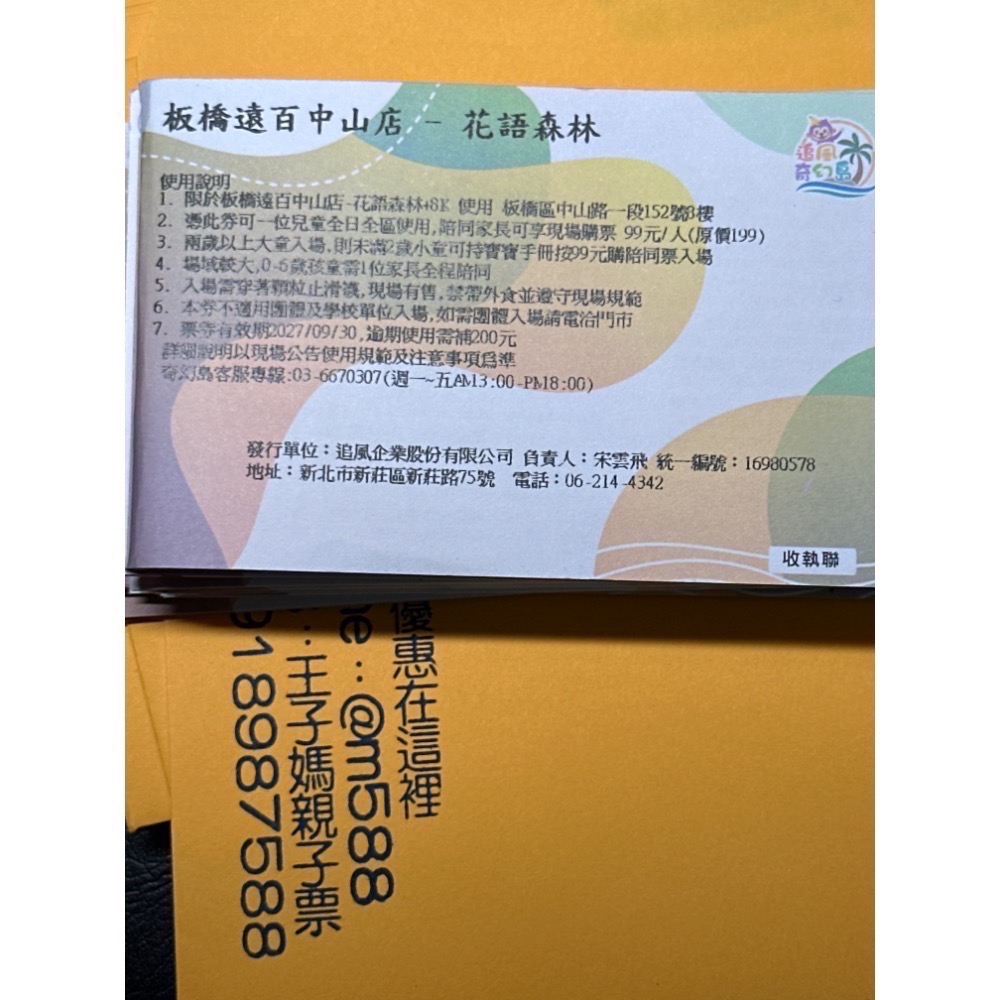 板橋遠百中山店 - 花語森林
追風
奇幻島
使用說明
1. 限於板橋遠百中山店-花語森林+8K 使用 板橋區中山路一段152號8樓
2. 憑此券可一位兒童全日全區使用,陪同家長可享現場購票 99元/人(原價199)
3. 兩歲以上大童入場,則未滿2歲小童可持寶寶手冊按99元購陪同票入場
4. 場域較大,0-6歲孩童需1位家長全程陪同
5. 入場需穿著顆粒止滑襪,現場有售,禁帶外食並遵守現場規範
6. 本券不適用團體及學校單位入場,如需團體入場請電洽門市
7. 票券有效期2027/09/30,逾期使用需補200元
詳細說明以現場公告使用規範及注意事項為準
奇幻島客服專線:03-6670307(週一~五AM13:00-PM18:00)
發行單位：追風企業股份有限公司 負責人：宋雲飛 統一編號：16980578
地址：新北市新莊區新莊路75號 電話：06-214-4342
收執聯
優惠在這裡
ne：@m588
：王子媽親子票
918987588